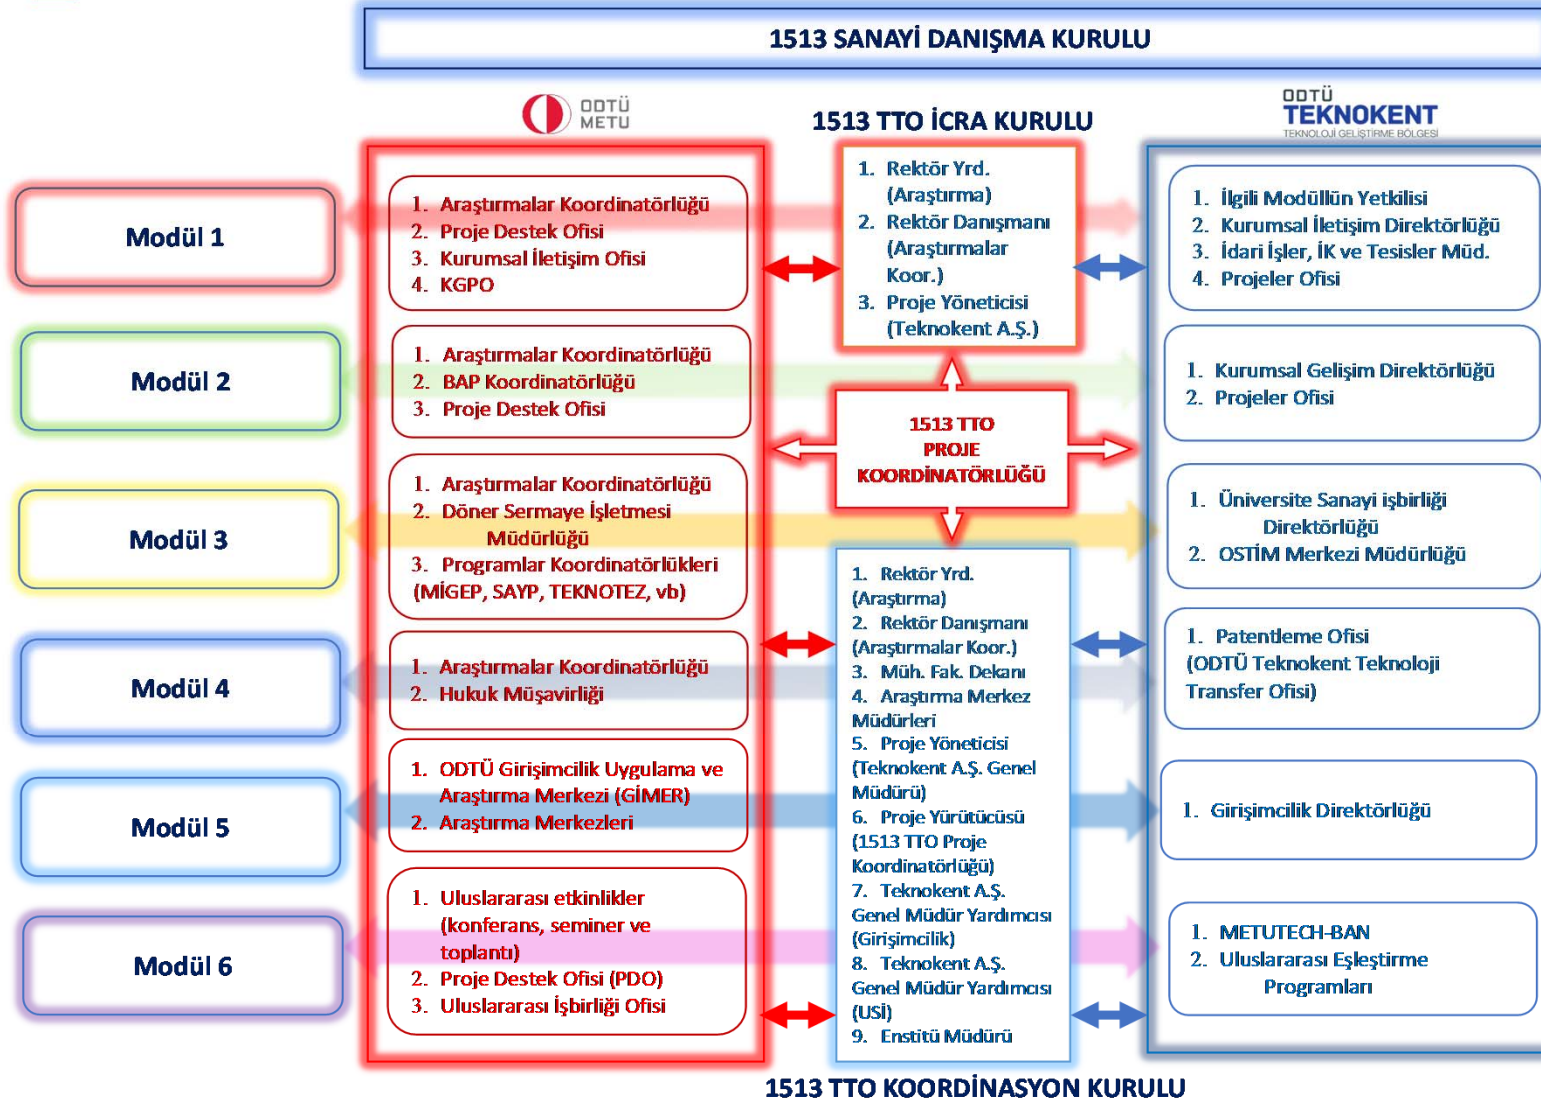 1513 SANAYİ DANIŞMA KURULU
ODTÜ
METU
1513 TTO İCRA KURULU
ODTÜ
TEKNOKENT
TEKNOLOJİ GELİŞTİRME BÖLGESİ
Modül 1
1. Araştırmalar Koordinatörlüğü
2. Proje Destek Ofisi
3. Kurumsal İletişim Ofisi
4. KGPO
1. Rektör Yrd.
(Araştırma)
2. Rektör Danışmanı
(Araştırmalar
Koor.)
3. Proje Yöneticisi
(Teknokent A.Ş.)
1. İlgili Modüllün Yetkilisi
2. Kurumsal İletişim Direktörlüğü
3. İdari İşler, İK ve Tesisler Müd.
4. Projeler Ofisi
Modül 2
1. Araştırmalar Koordinatörlüğü
2. BAP Koordinatörlüğü
3. Proje Destek Ofisi
1513 TTO
PROJE
KOORDİNATÖRLÜĞÜ
1. Kurumsal Gelişim Direktörlüğü
2. Projeler Ofisi
Modül 3
1. Araştırmalar Koordinatörlüğü
2. Döner Sermaye İşletmesi
Müdürlüğü
3. Programlar Koordinatörlükleri
(MİGEP, SAYP, TEKNOTEZ, vb)
1. Üniversite Sanayi işbirliği
Direktörlüğü
2. OSTİM Merkezi Müdürlüğü
1. Rektör Yrd.
(Araştırma)
2. Rektör Danışmanı
(Araştırmalar Koor.)
3. Müh. Fak. Dekanı
4. Araştırma Merkez
Müdürleri
5. Proje Yöneticisi
(Teknokent A.Ş. Genel
Müdürü)
6. Proje Yürütücüsü
(1513 TTO Proje
Koordinatörlüğü)
7. Teknokent A.Ş.
Genel Müdür Yardımcısı
(Girişimcilik)
8. Teknokent A.Ş.
Genel Müdür Yardımcısı
(USİ)
9. Enstitü Müdürü
Modül 4
1. Araştırmalar Koordinatörlüğü
2. Hukuk Müşavirliği
1. Patentleme Ofisi
(ODTÜ Teknokent Teknoloji
Transfer Ofisi)
Modül 5
1. ODTÜ Girişimcilik Uygulama ve
Araştırma Merkezi (GİMER)
2. Araştırma Merkezleri
1. Girişimcilik Direktörlüğü
Modül 6
1. Uluslararası etkinlikler
(konferans, seminer ve
toplantı)
2. Proje Destek Ofisi (PDO)
3. Uluslararası İşbirliği Ofisi
1. METUTECH-BAN
2. Uluslararası Eşleştirme
Programları
1513 TTO KOORDİNASYON KURULU